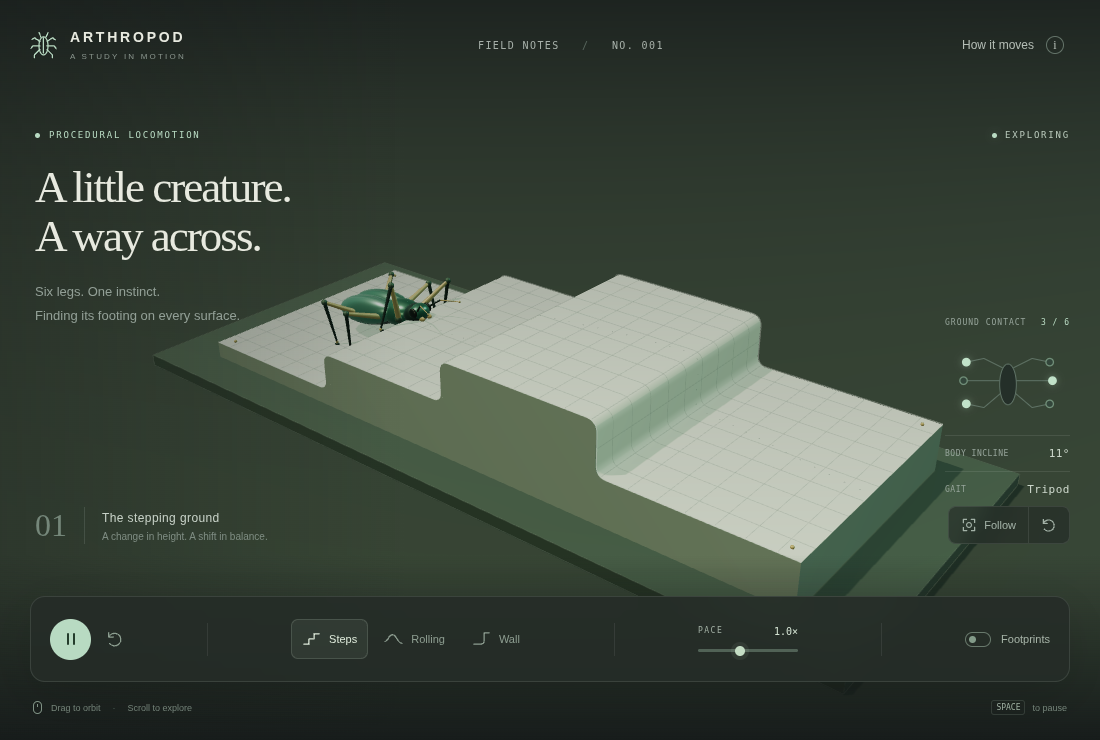 ARTHROPOD
A STUDY IN MOTION
FIELD NOTES / NO. 001
How it moves
PROCEDURAL LOCOMOTION
EXPLORING
A little creature.
A way across.
Six legs. One instinct.
Finding its footing on every surface.
GROUND CONTACT 3 / 6
BODY INCLINE 11°
GAIT Tripod
Follow
01
The stepping ground
A change in height. A shift in balance.
Steps
Rolling
Wall
PACE 1.0×
Footprints
Drag to orbit · Scroll to explore
SPACE to pause